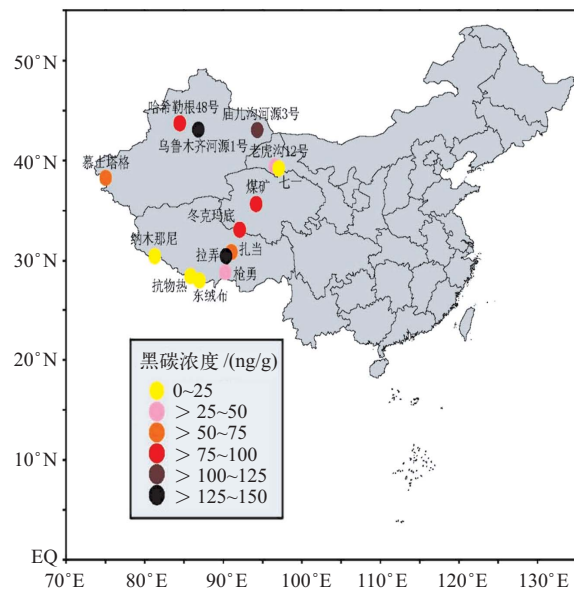 50°N
哈希勒根48号
庙儿沟河源3号
乌鲁木齐河源1号
老虎沟12号
40°N
慕士塔格
七一
煤矿
冬克玛底
纳木那尼
拉弄
扎当
30°N
枪勇
抗物热
东绒布
20°N
黑碳浓度 /(ng/g)
0~25
> 25~50
> 50~75
> 75~100
> 100~125
> 125~150
10°N
EQ
70°E 80°E 90°E 100°E 110°E 120°E 130°E